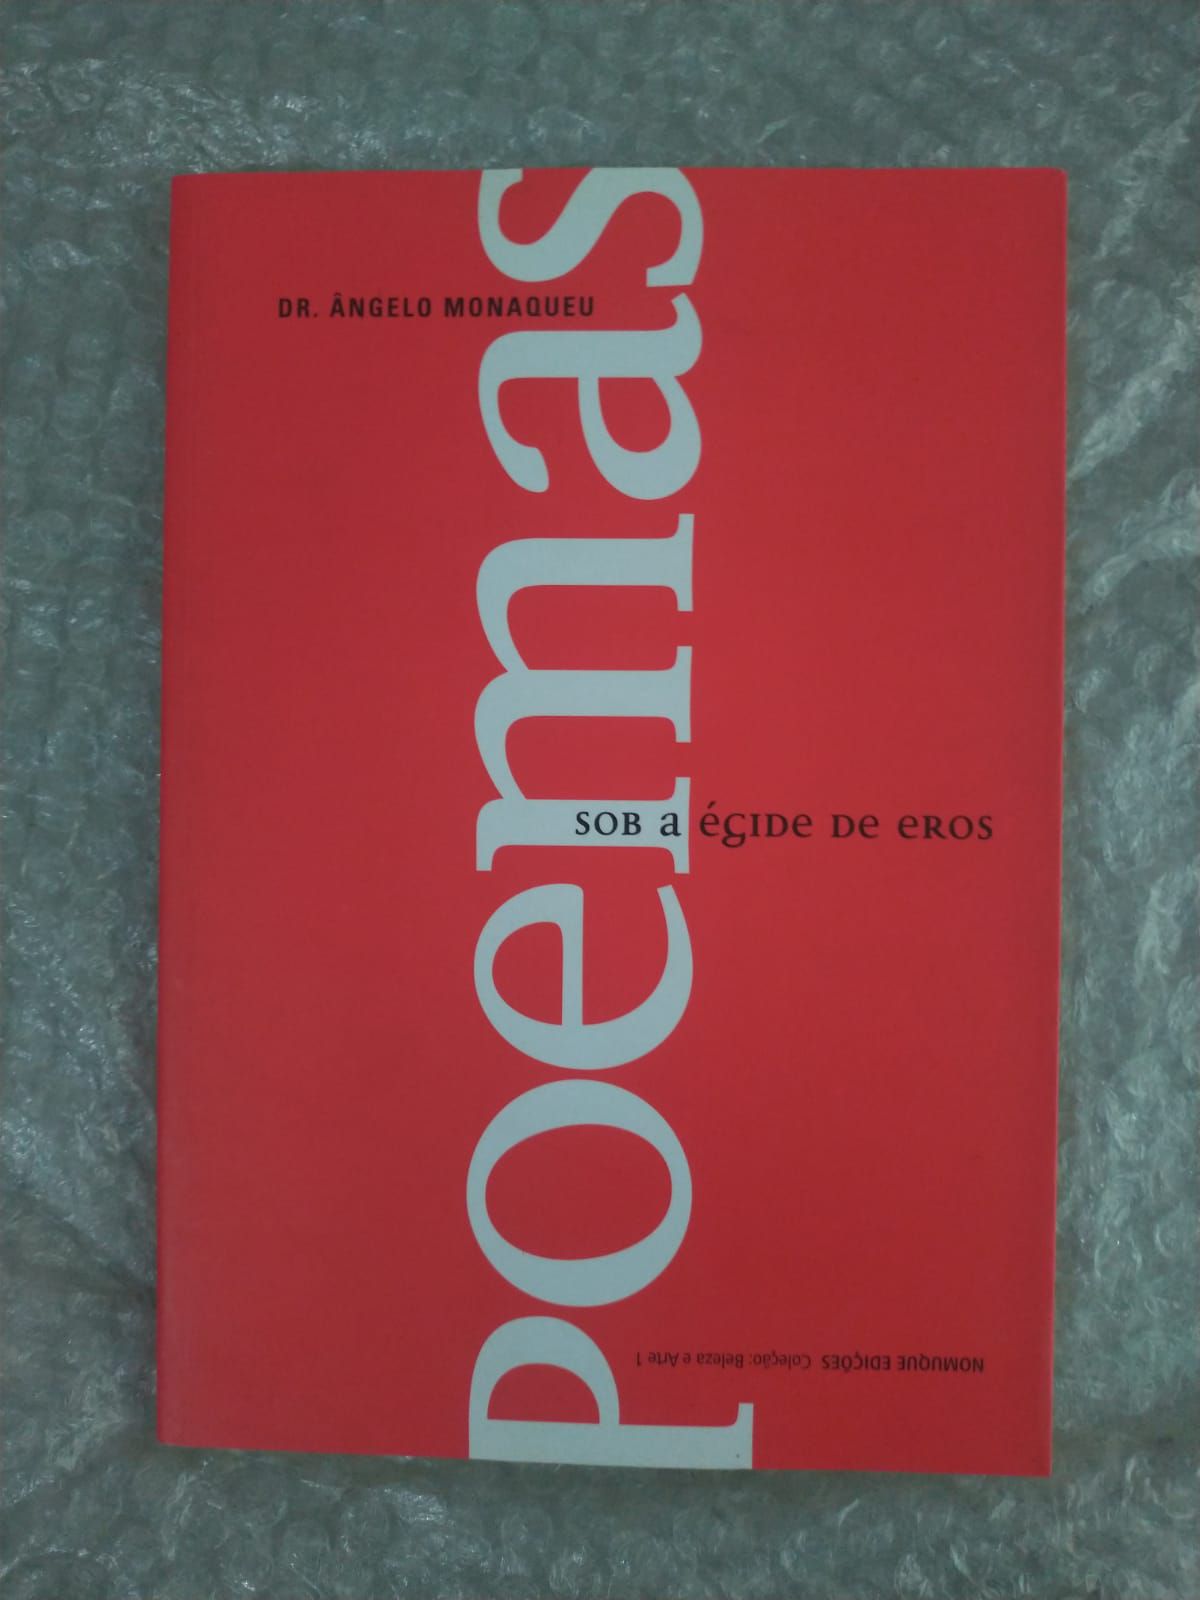 DR. ÂNGELO MONAQUEU
poemas
SOB a éGIDe De eROS
NOMUQUE EDIÇÕES Coleção: Beleza e Arte 1